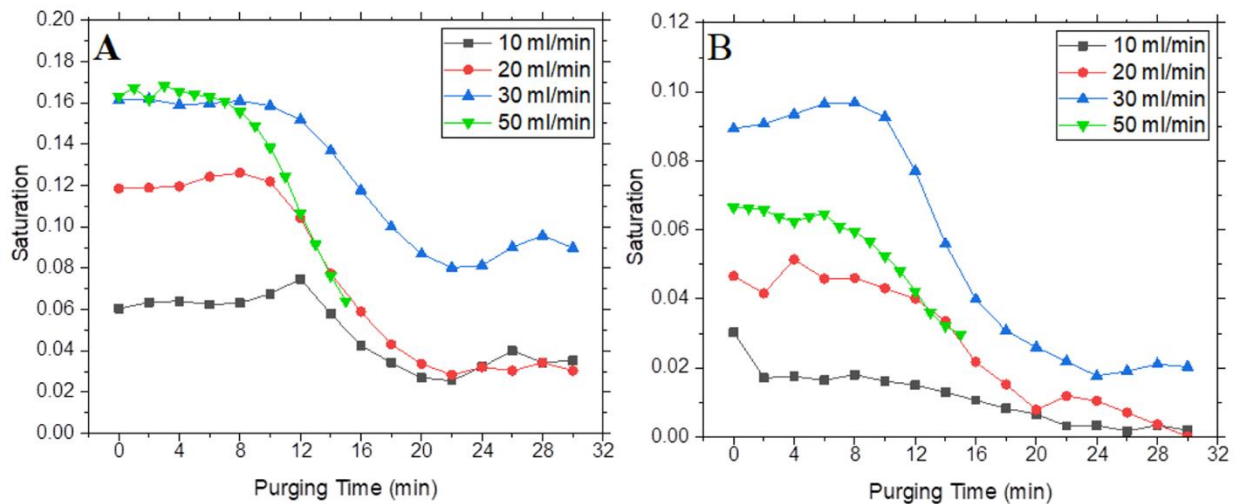 A
10 ml/min
20 ml/min
30 ml/min
50 ml/min
0.20
0.18
0.16
0.14
0.12
0.10
0.08
0.06
0.04
0.02
0.00
Saturation
0 4 8 12 16 20 24 28 32
Purging Time (min)
B
10 ml/min
20 ml/min
30 ml/min
50 ml/min
0.12
0.10
0.08
0.06
0.04
0.02
0.00
Saturation
0 4 8 12 16 20 24 28 32
Purging Time (min)